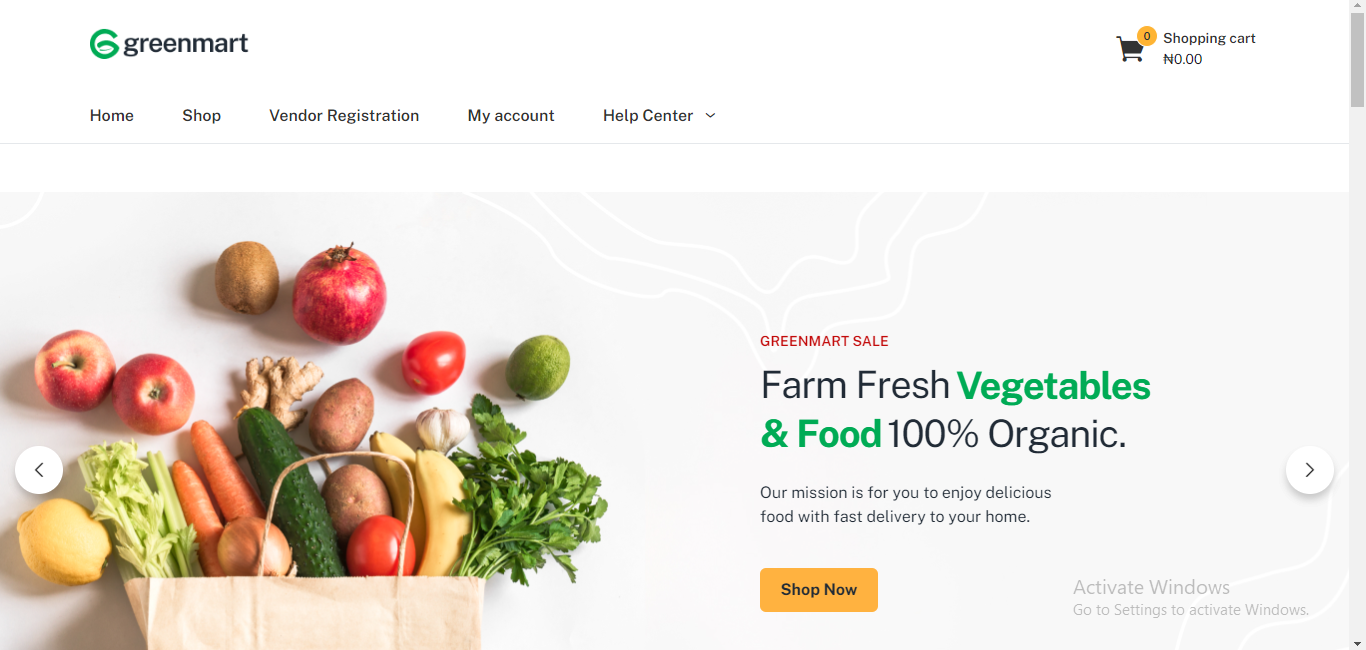 greenmart
0
Shopping cart
₦0.00
Home
Shop
Vendor Registration
My account
Help Center
GREENMART SALE
Farm Fresh Vegetables
& Food 100% Organic.
Our mission is for you to enjoy delicious
food with fast delivery to your home.
Shop Now
Activate Windows
Go to Settings to activate Windows.